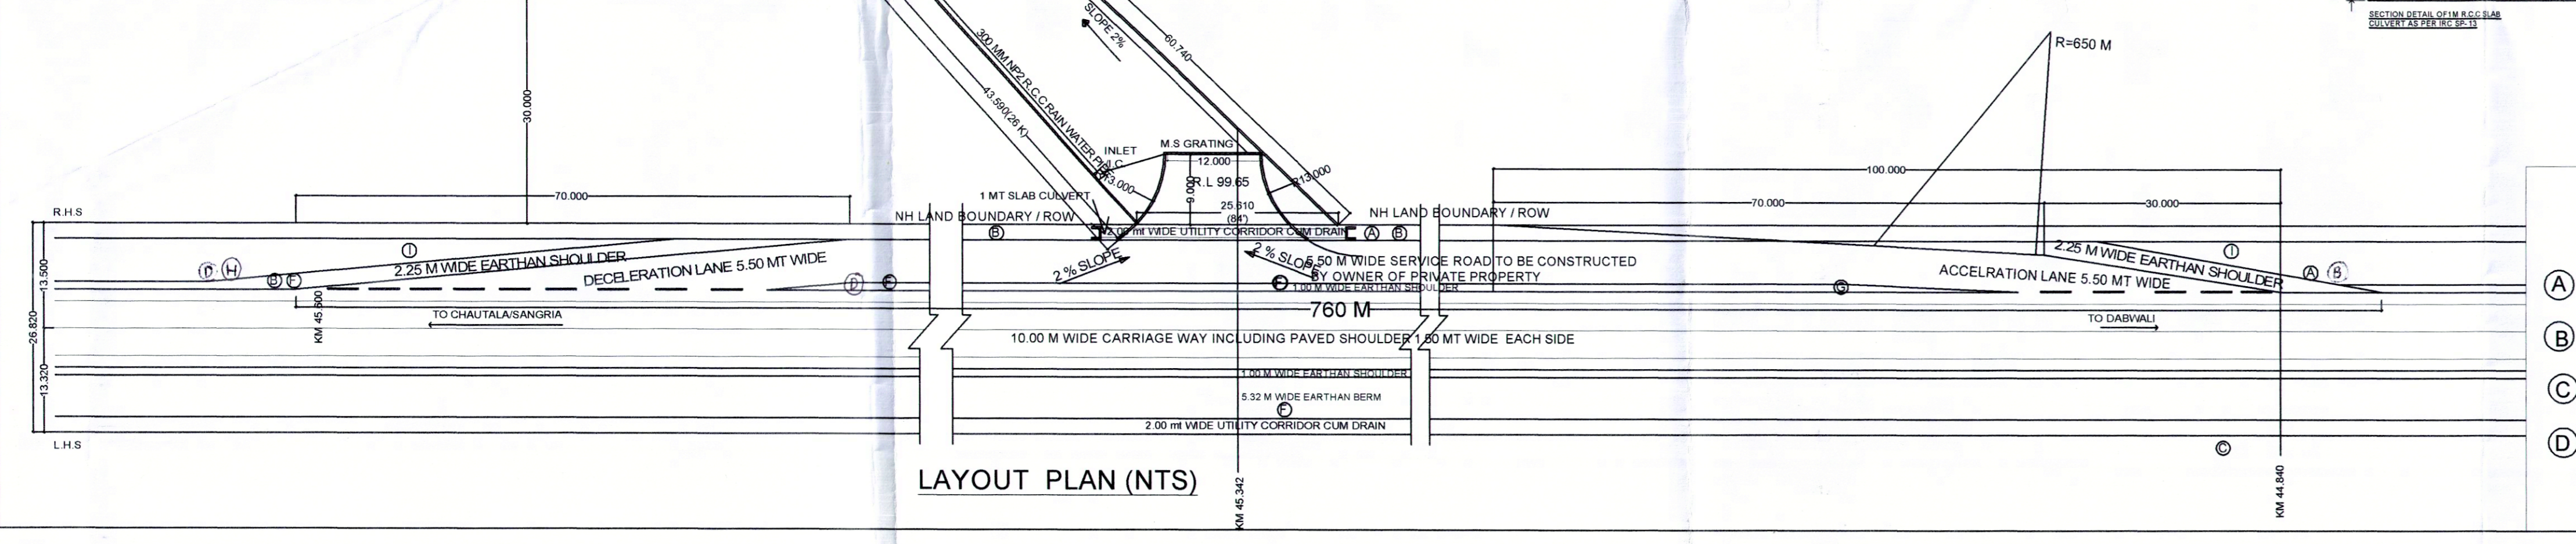 SECTION DETAIL OF 1M R.C.C SLAB
CULVERT AS PER IRC SP-13
SLOPE 2%
60.740
R=650 M
300 MM NP2 R.C.C RAIN WATER PIPE
43.590(26 K)
30.000
INLET
M.S GRATING
12.000
R13.000
9.000
R.L 99.65
R13.000
100.000
70.000
1 MT SLAB CULVERT
25.610
(84')
70.000
30.000
R.H.S
NH LAND BOUNDARY / ROW
NH LAND BOUNDARY / ROW
B
2.00 mt WIDE UTILITY CORRIDOR CUM DRAIN
A
B
I
2.25 M WIDE EARTHAN SHOULDER
D
H
B
F
DECELERATION LANE 5.50 MT WIDE
D
E
2 % SLOPE
2 % SLOPE
5.50 M WIDE SERVICE ROAD TO BE CONSTRUCTED
BY OWNER OF PRIVATE PROPERTY
1.00 M WIDE EARTHAN SHOULDER
2.25 M WIDE EARTHAN SHOULDER
I
A
B
ACCELRATION LANE 5.50 MT WIDE
G
A
13.500
26.820
13.320
KM 45.600
TO CHAUTALA/SANGRIA
760 M
TO DABWALI
10.00 M WIDE CARRIAGE WAY INCLUDING PAVED SHOULDER 1.50 MT WIDE EACH SIDE
B
1.00 M WIDE EARTHAN SHOULDER
C
5.32 M WIDE EARTHAN BERM
F
2.00 mt WIDE UTILITY CORRIDOR CUM DRAIN
L.H.S
C
D
LAYOUT PLAN (NTS)
KM 45.342
KM 44.840